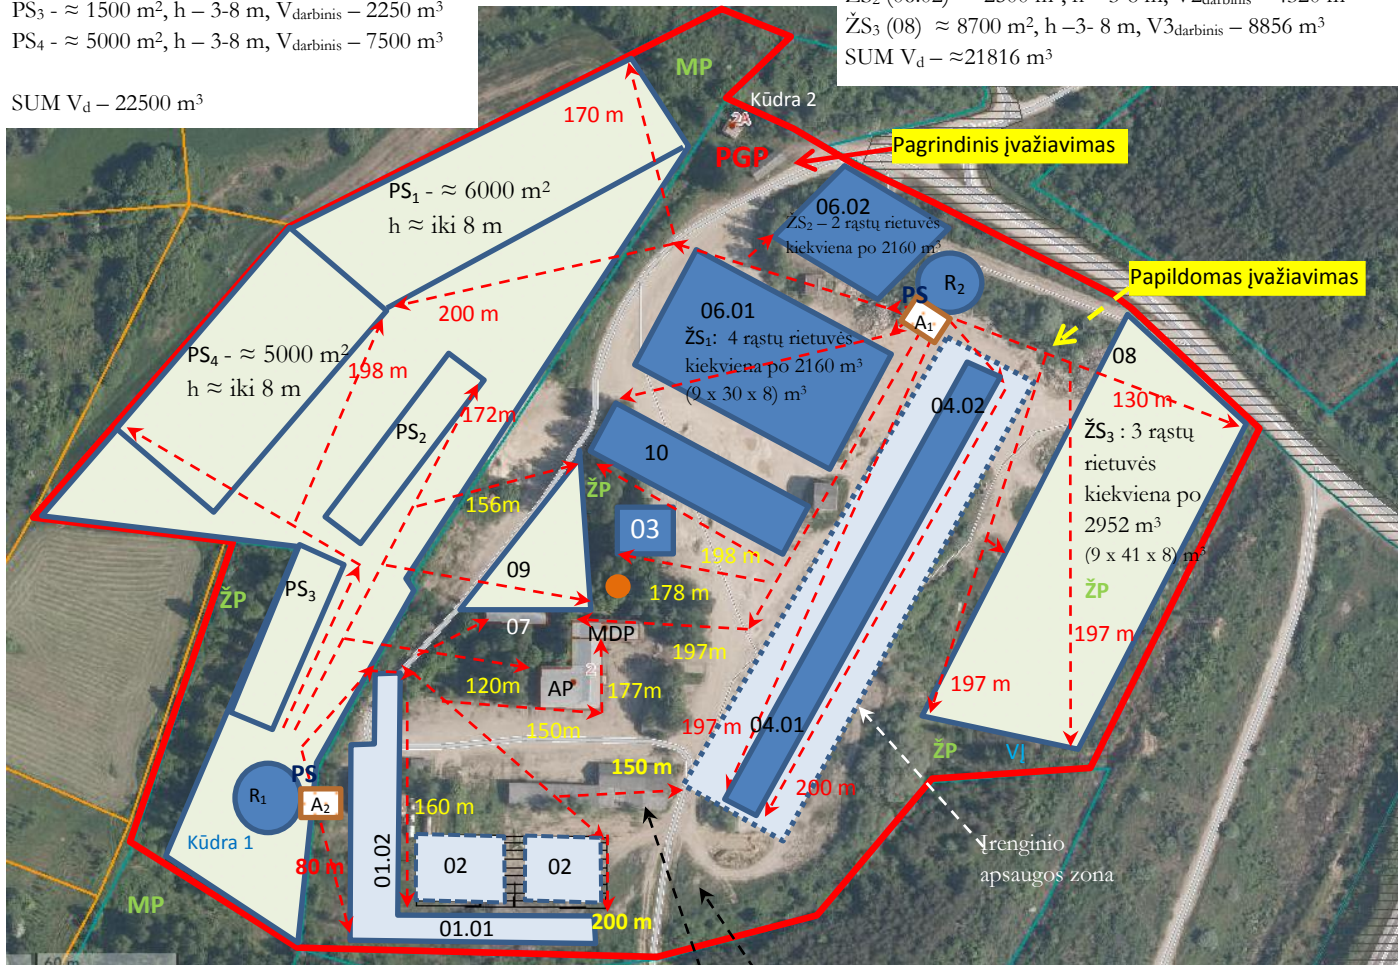 PS3 - ≈ 1500 m², h – 3-8 m, Vdarbinis – 2250 m³
PS4 - ≈ 5000 m², h – 3-8 m, Vdarbinis – 7500 m³
SUM Vd – 22500 m³
ŽS3 (08) ≈ 8700 m², h –3- 8 m, V3darbinis – 8856 m³
SUM Vd – ≈21816 m³
MP
Kūdra 2
2A
170 m
PGP
Pagrindinis įvažiavimas
PS1 - ≈ 6000 m²
h ≈ iki 8 m
06.02
ŽS2 – 2 rąstų rietuvės
kiekviena po 2160 m³
Papildomas įvažiavimas
R2
PS
A1
200 m
06.01
ŽS1: 4 rąstų rietuvės
kiekviena po 2160 m³
(9 x 30 x 8) m³
PS4 - ≈ 5000 m²
h ≈ iki 8 m
198 m
08
130 m
ŽS3 : 3 rąstų
rietuvės
kiekviena po
2952 m³
(9 x 41 x 8) m³
04.02
172m
PS2
10
ŽP
156m
03
198 m
09
178 m
PS3
ŽP
ŽP
07
MDP
197m
197 m
2
120m
AP
177m
197 m
150m
197 m
04.01
ŽP
VĮ
150 m
200 m
PS
R1
A2
160 m
Kūdra 1
Įrenginio
apsaugos zona
80 m
01.02
02
02
MP
01.01
200 m
60 m